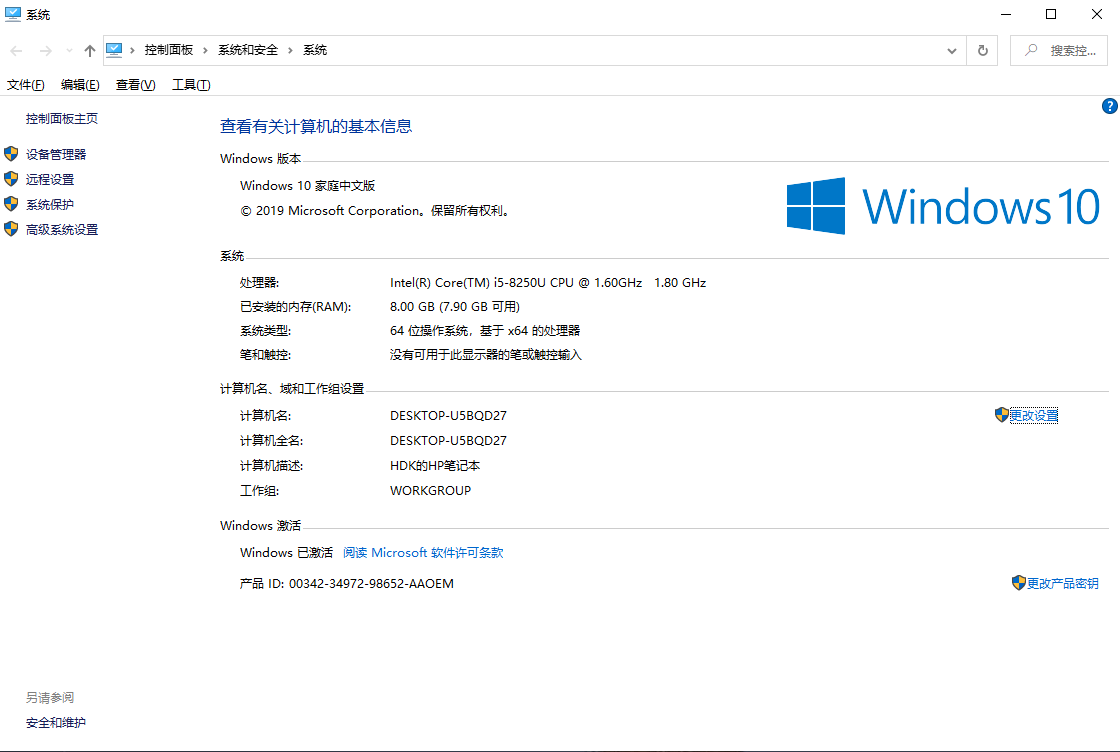 系统
控制面板 › 系统和安全 › 系统
搜索控...
文件(F) 编辑(E) 查看(V) 工具(T)
控制面板主页
设备管理器
远程设置
系统保护
高级系统设置
查看有关计算机的基本信息
Windows 版本
Windows 10 家庭中文版
© 2019 Microsoft Corporation。保留所有权利。
Windows 10
系统
处理器: Intel(R) Core(TM) i5-8250U CPU @ 1.60GHz 1.80 GHz
已安装的内存(RAM): 8.00 GB (7.90 GB 可用)
系统类型: 64 位操作系统, 基于 x64 的处理器
笔和触控: 没有可用于此显示器的笔或触控输入
计算机名、域和工作组设置
计算机名: DESKTOP-U5BQD27 更改设置
计算机全名: DESKTOP-U5BQD27
计算机描述: HDK的HP笔记本
工作组: WORKGROUP
Windows 激活
Windows 已激活 阅读 Microsoft 软件许可条款
产品 ID: 00342-34972-98652-AAOEM 更改产品密钥
另请参阅
安全和维护